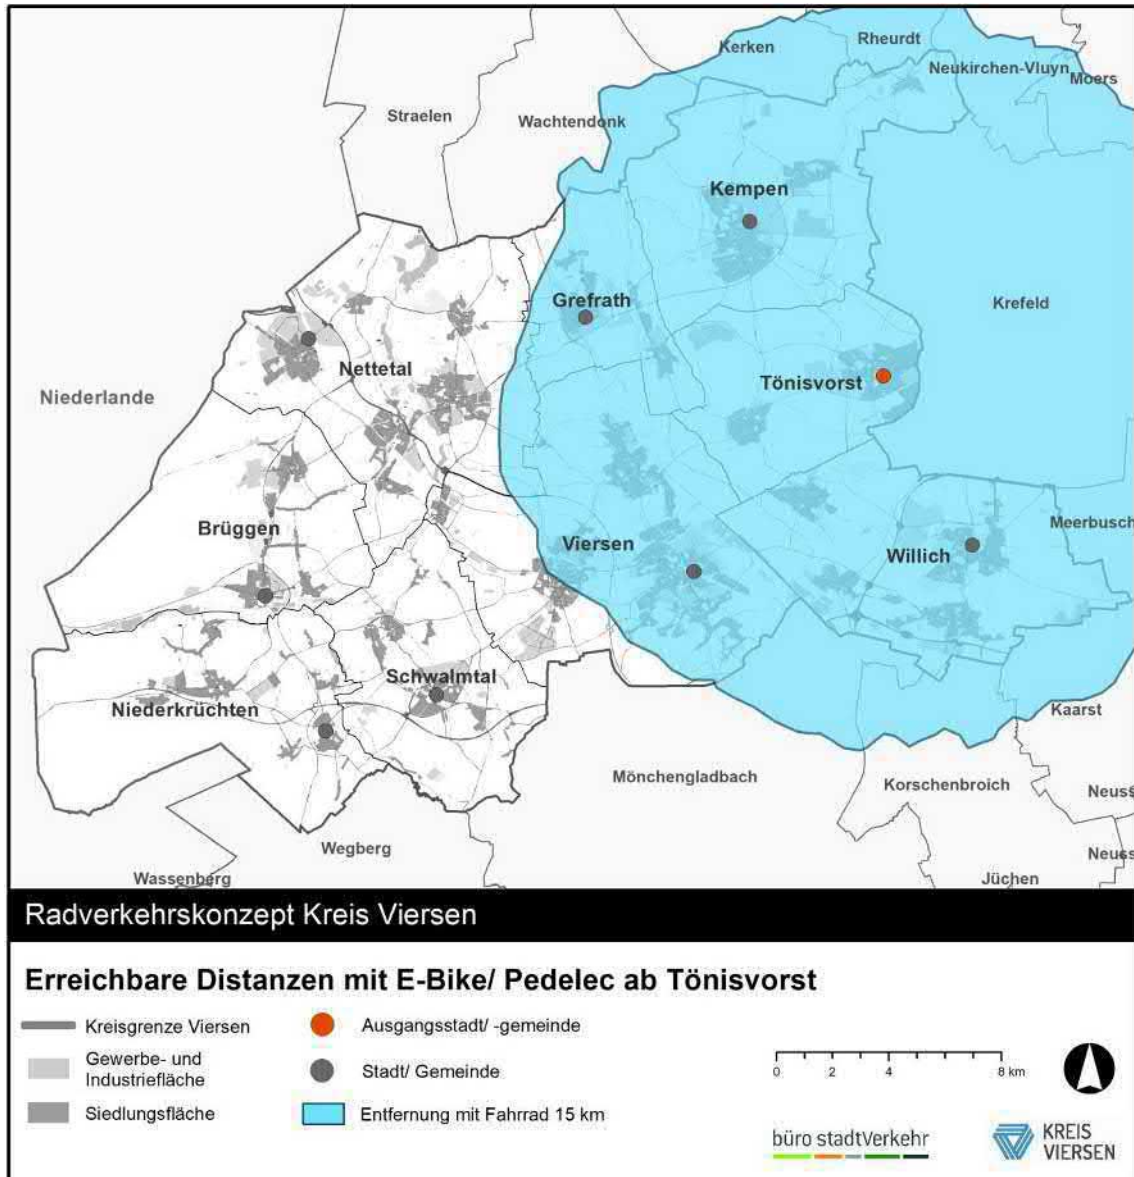 Kerken
Rheurdt
Neukirchen-Vluyn
Moers
Straelen
Wachtendonk
Kempen
Grefrath
Krefeld
Nettetal
Tönisvorst
Niederlande
Brüggen
Viersen
Willich
Meerbusch
Schwalmtal
Niederkrüchten
Kaarst
Mönchengladbach
Korschenbroich
Neuss
Wegberg
Neuss
Wassenberg
Jüchen
Radverkehrskonzept Kreis Viersen
Erreichbare Distanzen mit E-Bike/ Pedelec ab Tönisvorst
Kreisgrenze Viersen
Gewerbe- und
Industriefläche
Siedlungsfläche
Ausgangsstadt/ -gemeinde
Stadt/ Gemeinde
Entfernung mit Fahrrad 15 km
0 2 4 8 km
büro stadtVerkehr
KREIS
VIERSEN